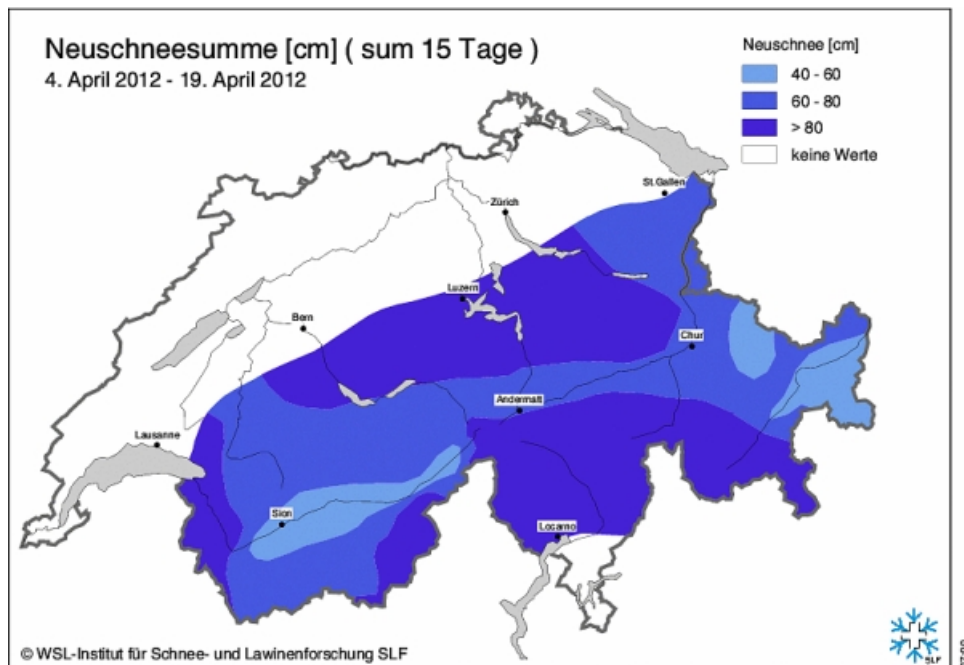 Neuschneesumme [cm] ( sum 15 Tage )
4. April 2012 - 19. April 2012
Neuschnee [cm]
40 - 60
60 - 80
> 80
keine Werte
St.Gallen
Zürich
Luzern
Bern
Chur
Andermatt
Lausanne
Sion
Locarno
© WSL-Institut für Schnee- und Lawinenforschung SLF
SLF